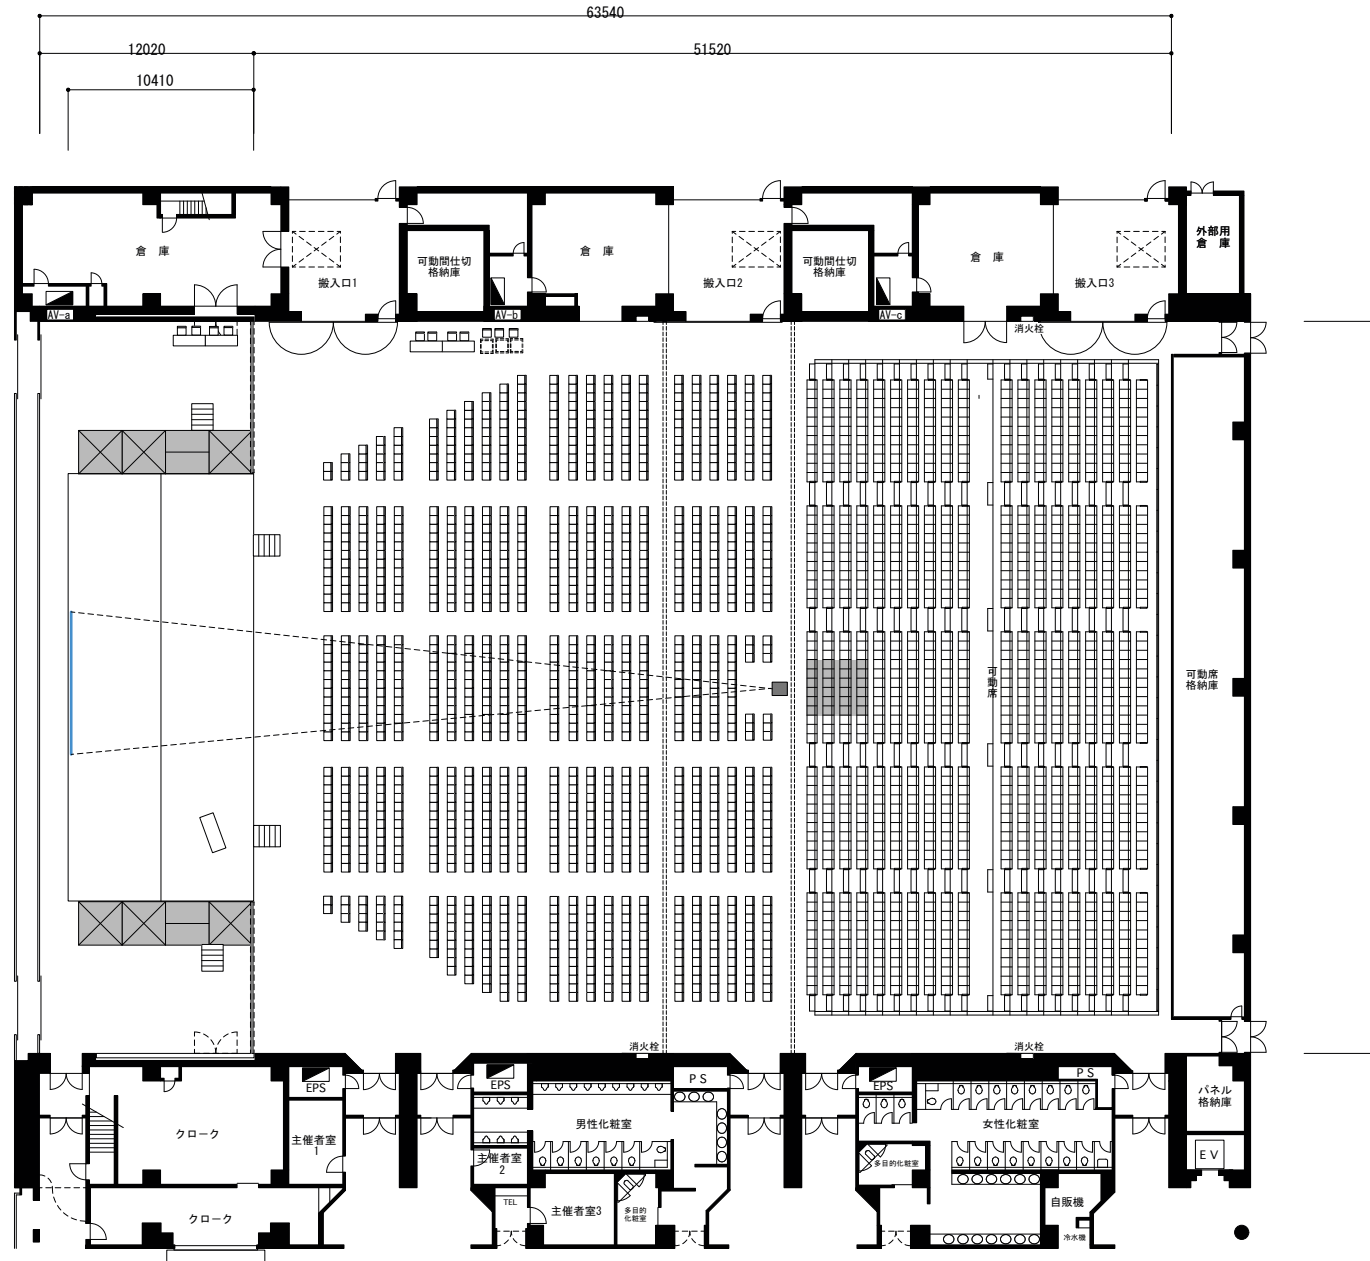 63540
12020
51520
10410
倉　庫
搬入口1
可動間仕切
格納庫
倉　庫
搬入口2
可動間仕切
格納庫
倉　庫
搬入口3
外部用
倉　庫
AV-a
AV-b
AV-c
消火栓
可動席
可動席
格納庫
消火栓
消火栓
EPS
EPS
PS
EPS
PS
パネル
格納庫
クローク
主催者室
1
主催者室
2
男性化粧室
女性化粧室
多目的化粧室
EV
クローク
TEL
主催者室3
多目的
化粧室
自販機
冷水機